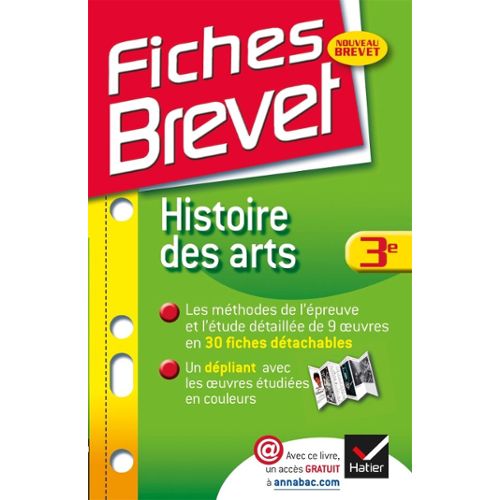 Fiches
Brevet
NOUVEAU
BREVET
Histoire
des arts
3e
Les méthodes de l'épreuve
et l'étude détaillée de 9 œuvres
en 30 fiches détachables
Un dépliant avec
les œuvres étudiées
en couleurs
@ Avec ce livre,
un accès GRATUIT
à annabac.com
Hatier